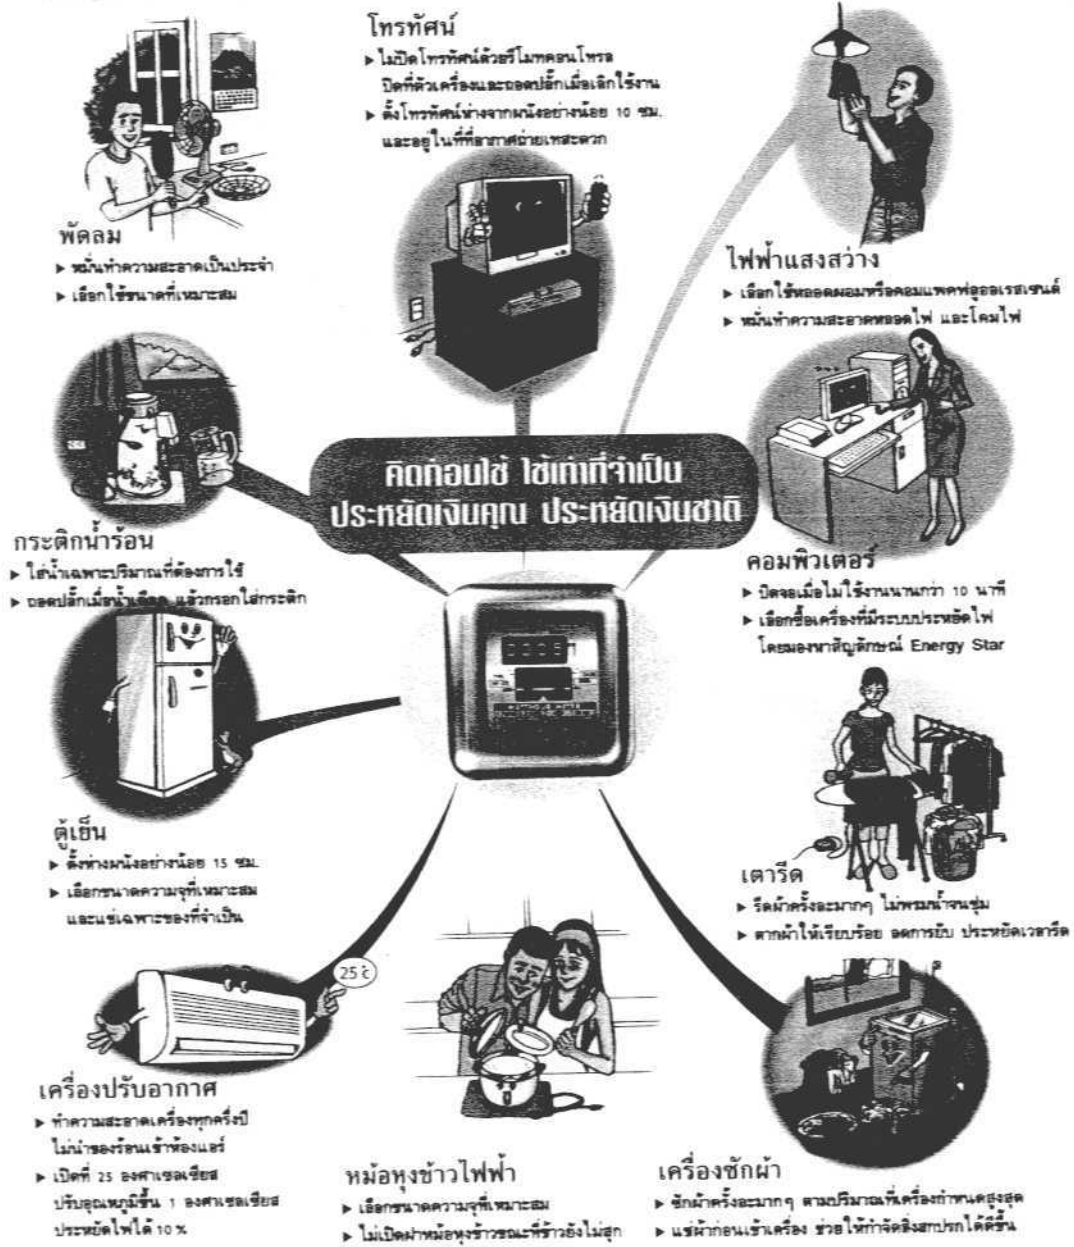 โทรทัศน์
▶ ไม่ปิดโทรทัศน์ด้วยรีโมทคอนโทรล
ปิดที่ตัวเครื่องและถอดปลั๊กเมื่อเลิกใช้งาน
▶ ตั้งโทรทัศน์ห่างจากผนังอย่างน้อย 10 ซม.
และอยู่ในที่ที่อากาศถ่ายเทสะดวก
พัดลม
▶ หมั่นทำความสะอาดเป็นประจำ
▶ เลือกใช้ขนาดที่เหมาะสม
ไฟฟ้าแสงสว่าง
▶ เลือกใช้หลอดผอมหรือคอมแพคฟลูออเรสเซนต์
▶ หมั่นทำความสะอาดหลอดไฟ และโคมไฟ
คิดก่อนใช้ ใช้เท่าที่จำเป็น
ประหยัดเงินคุณ ประหยัดเงินชาติ
กระติกน้ำร้อน
▶ ใส่น้ำเฉพาะปริมาณที่ต้องการใช้
▶ ถอดปลั๊กเมื่อน้ำเดือด แล้วกรอกใส่กระติก
คอมพิวเตอร์
▶ ปิดจอเมื่อไม่ใช้งานนานกว่า 10 นาที
▶ เลือกซื้อเครื่องที่มีระบบประหยัดไฟ
โดยมองหาสัญลักษณ์ Energy Star
ตู้เย็น
▶ ตั้งห่างผนังอย่างน้อย 15 ซม.
▶ เลือกขนาดความจุที่เหมาะสม
และแช่เฉพาะของที่จำเป็น
เตารีด
▶ รีดผ้าครั้งละมากๆ ไม่พรมน้ำจนชุ่ม
▶ ตากผ้าให้เรียบร้อย ลดการยับ ประหยัดเวลารีด
25 ํc
เครื่องปรับอากาศ
▶ ทำความสะอาดเครื่องทุกครึ่งปี
ไม่นำของร้อนเข้าห้องแอร์
▶ เปิดที่ 25 องศาเซลเซียส
ปรับอุณหภูมิขึ้น 1 องศาเซลเซียส
ประหยัดไฟได้ 10 %
หม้อหุงข้าวไฟฟ้า
▶ เลือกขนาดความจุที่เหมาะสม
▶ ไม่เปิดฝาหม้อหุงข้าวขณะที่ข้าวยังไม่สุก
เครื่องซักผ้า
▶ ซักผ้าครั้งละมากๆ ตามปริมาณที่เครื่องกำหนดสูงสุด
▶ แช่ผ้าก่อนเข้าเครื่อง ช่วยให้กำจัดสิ่งสกปรกได้ดีขึ้น